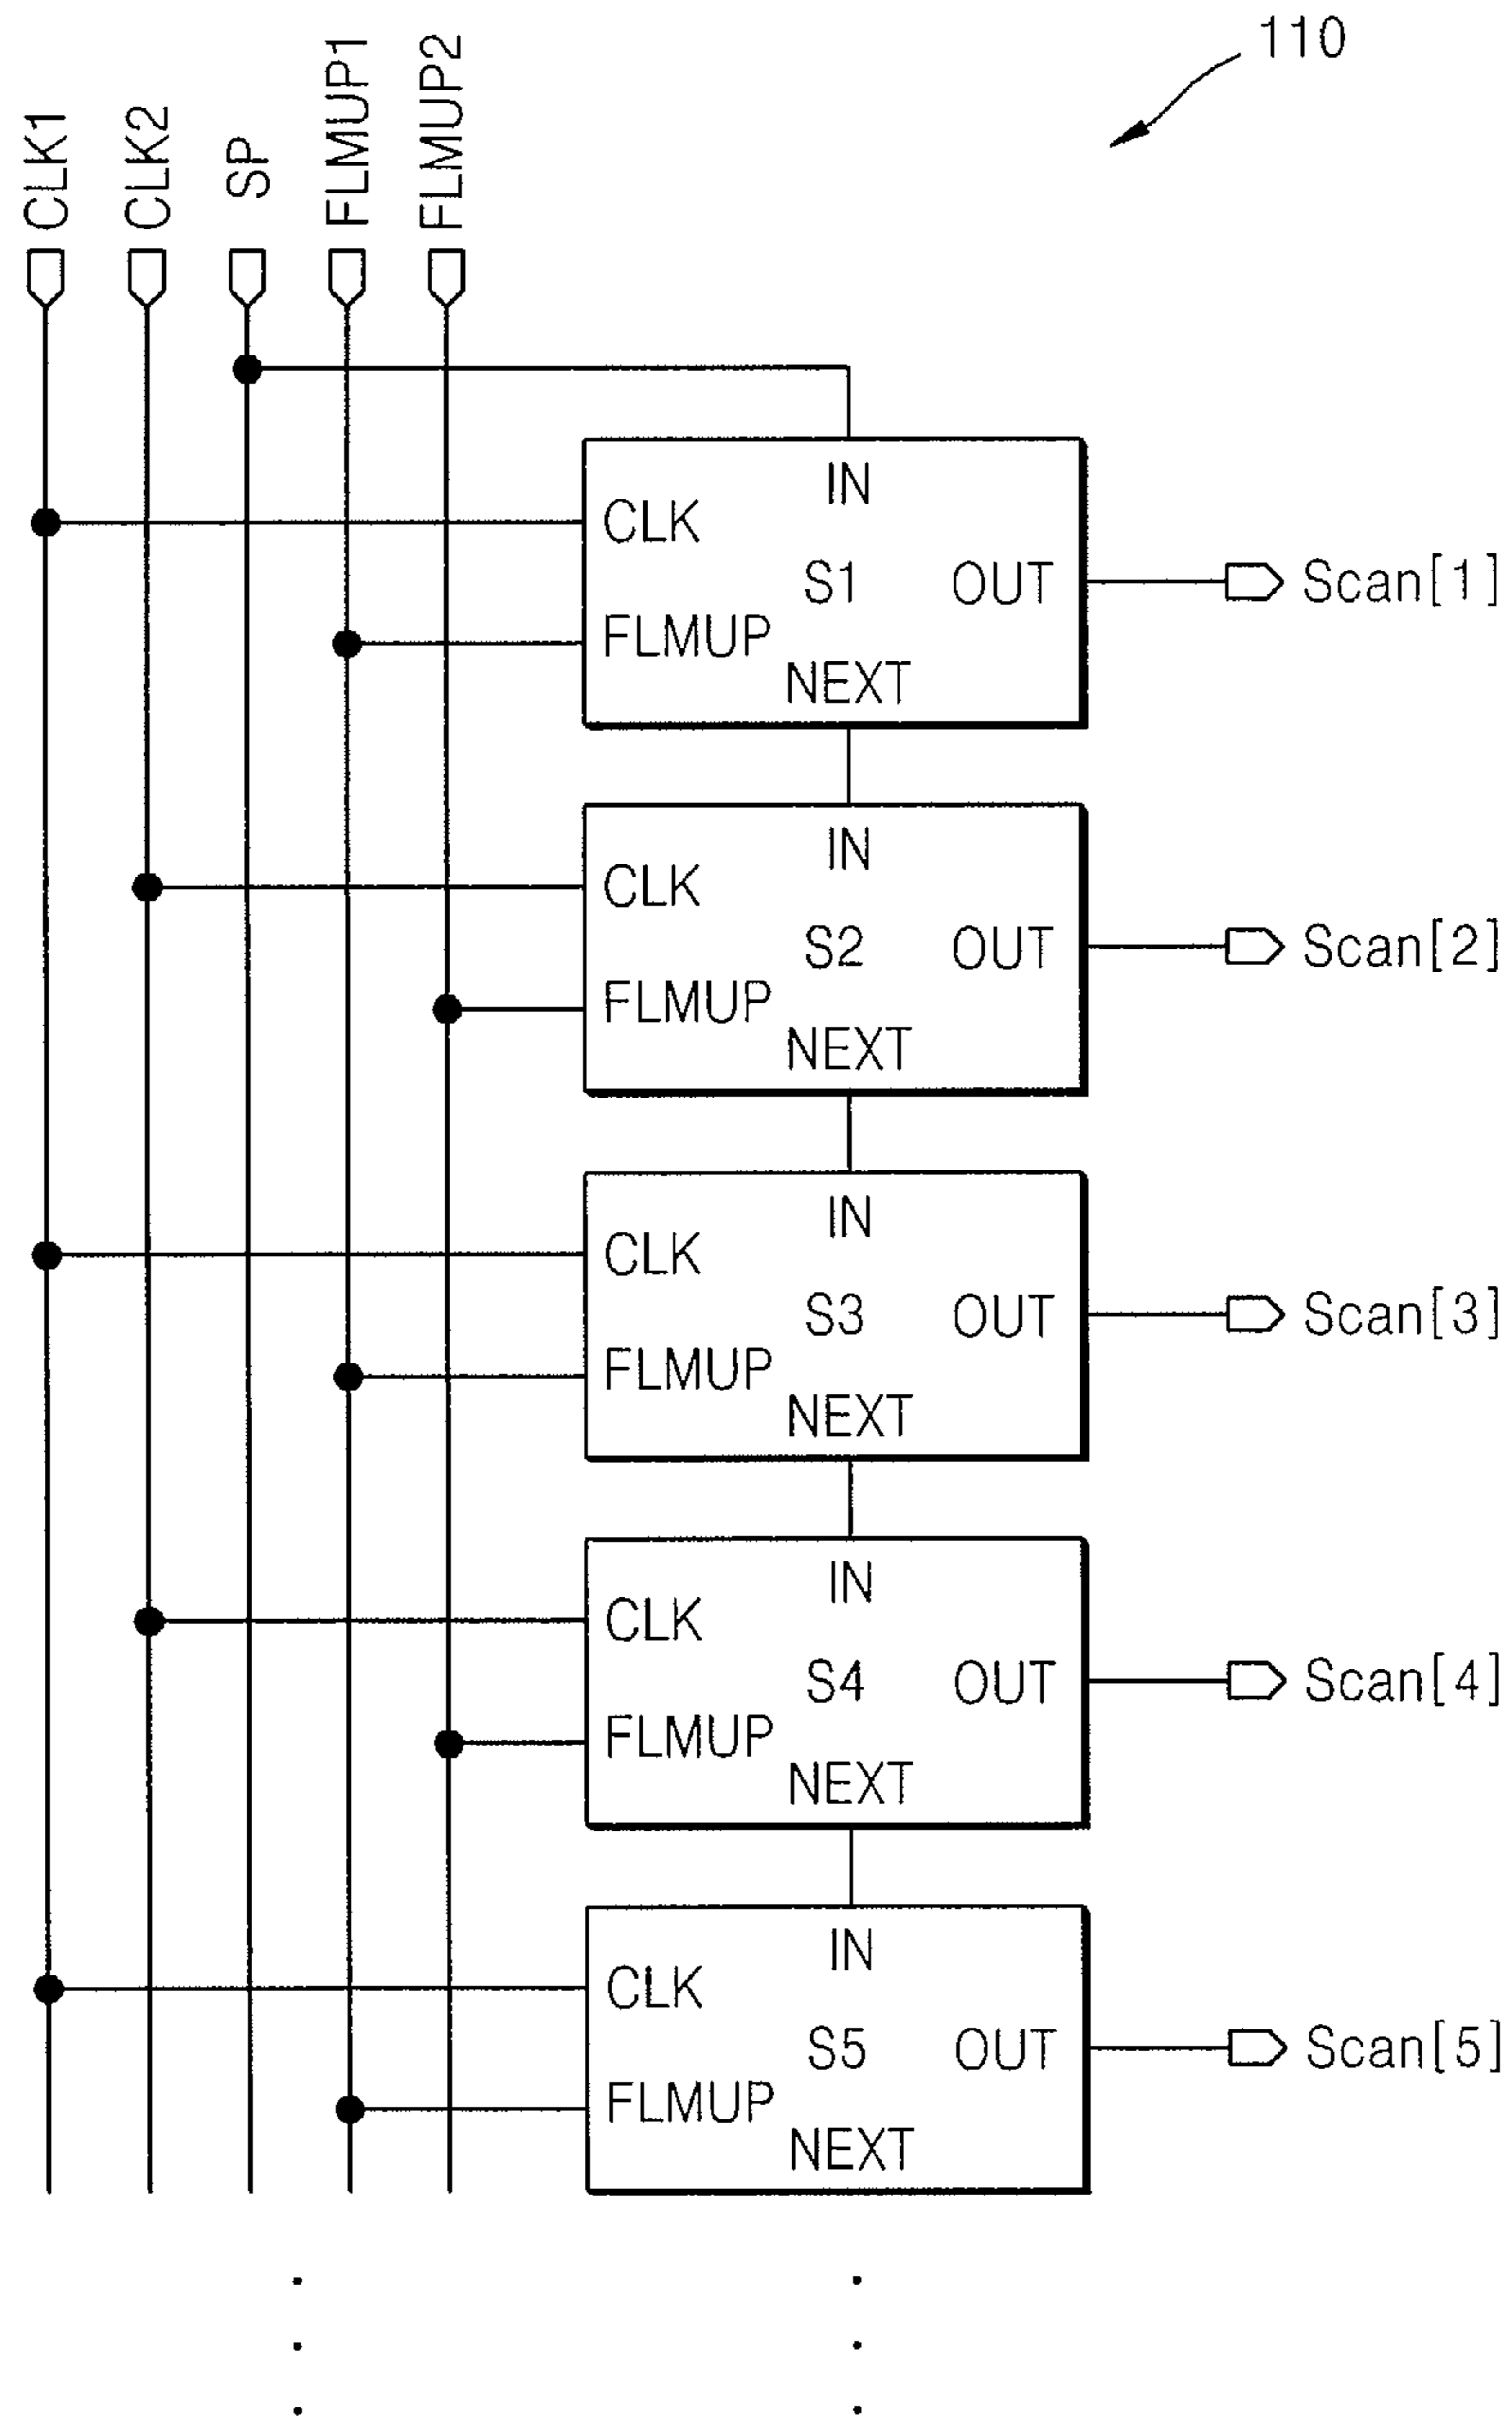 110
CLK1
CLK2
SP
FLMUP1
FLMUP2
IN
CLK
S1
OUT
Scan[1]
FLMUP
NEXT
IN
CLK
S2
OUT
Scan[2]
FLMUP
NEXT
IN
CLK
S3
OUT
Scan[3]
FLMUP
NEXT
IN
CLK
S4
OUT
Scan[4]
FLMUP
NEXT
IN
CLK
S5
OUT
Scan[5]
FLMUP
NEXT